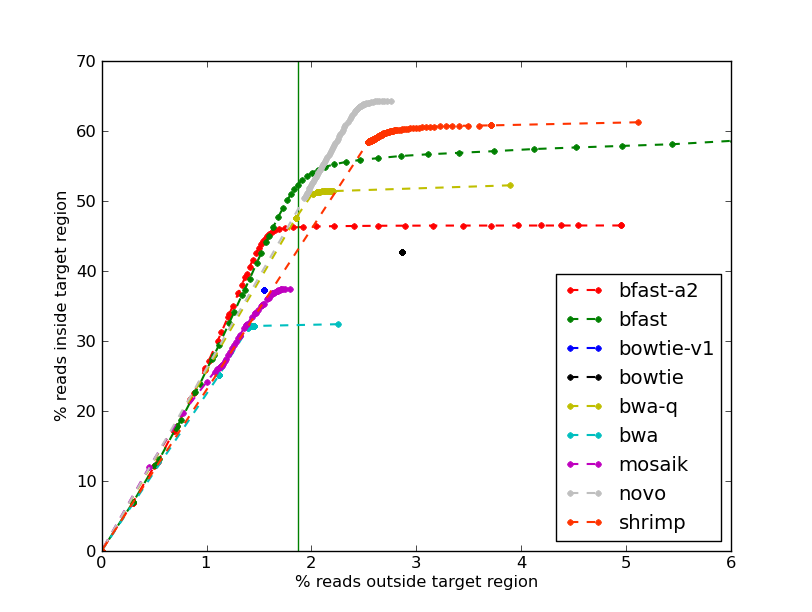 70
60
50
40
30
20
10
0
% reads inside target region
bfast-a2
bfast
bowtie-v1
bowtie
bwa-q
bwa
mosaik
novo
shrimp
0 1 2 3 4 5 6
% reads outside target region